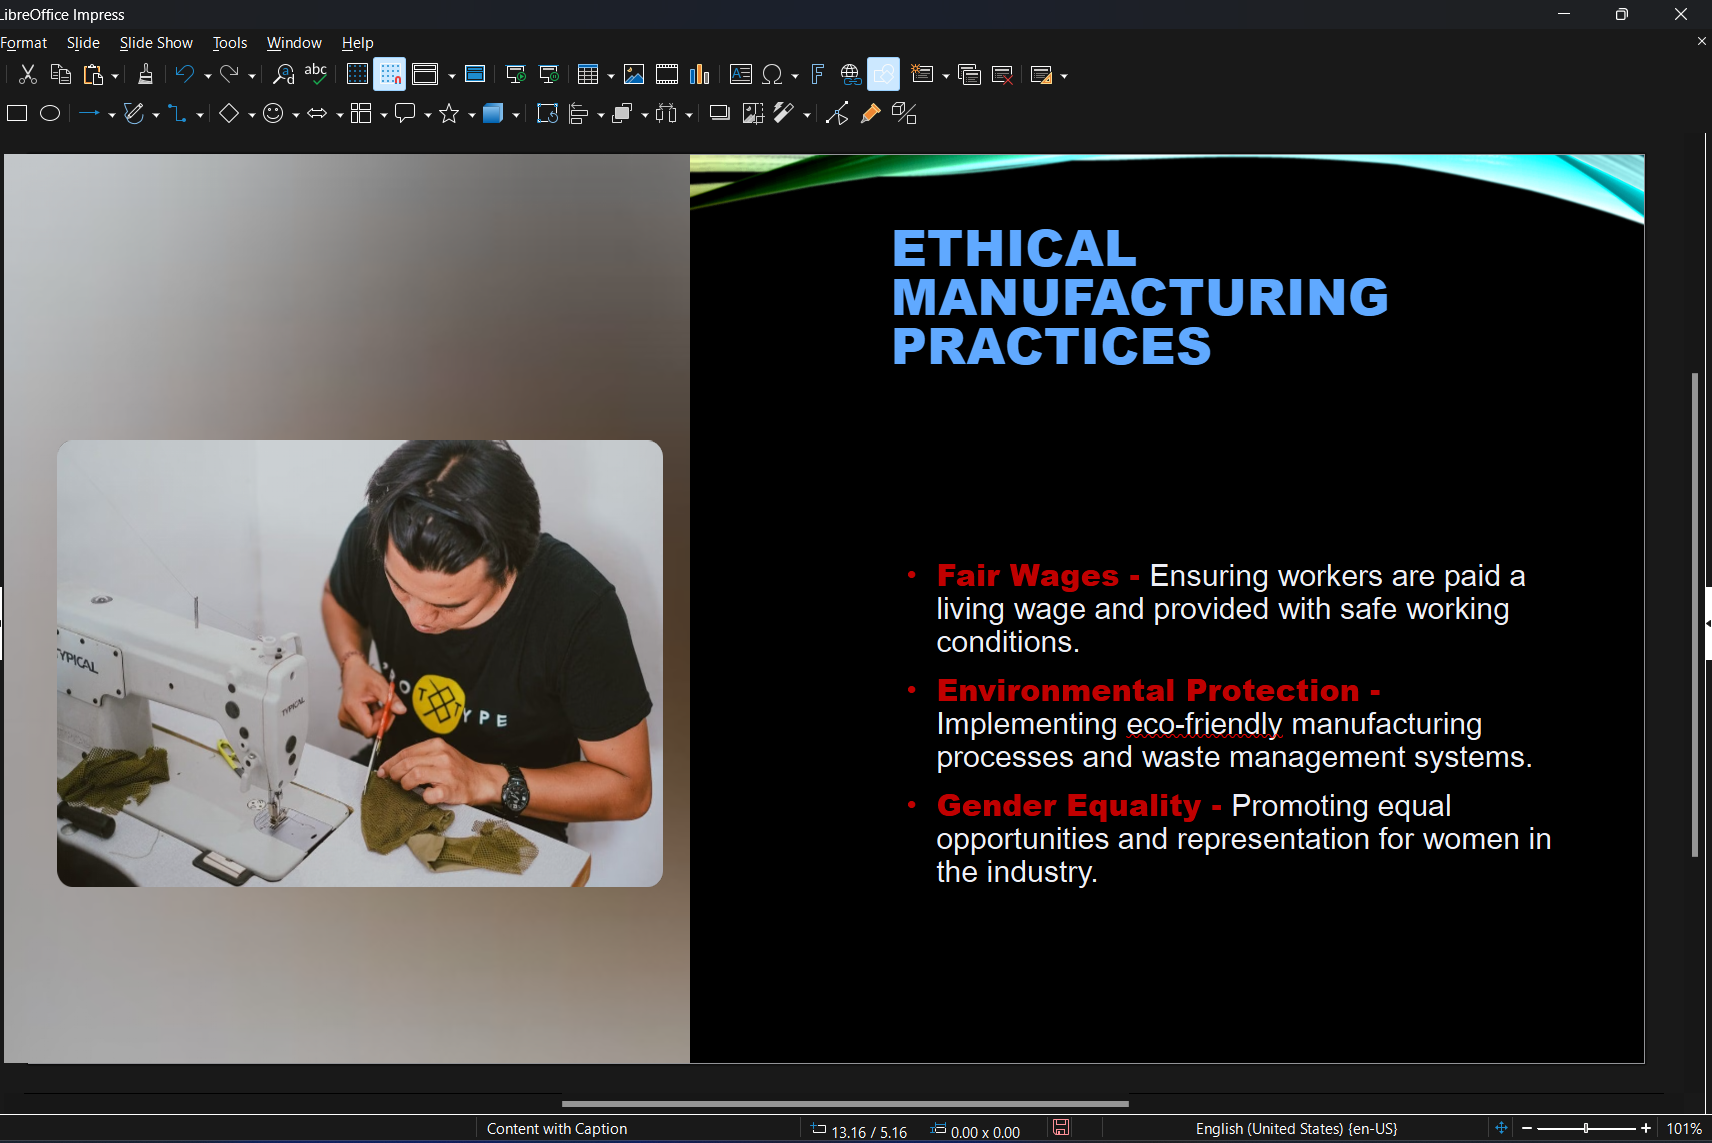 LibreOffice Impress
Format Slide Slide Show Tools Window Help
abc
ETHICAL
MANUFACTURING
PRACTICES
TYPICAL
TYPICAL
TYPE
• Fair Wages - Ensuring workers are paid a
living wage and provided with safe working
conditions.
• Environmental Protection -
Implementing eco-friendly manufacturing
processes and waste management systems.
• Gender Equality - Promoting equal
opportunities and representation for women in
the industry.
Content with Caption 13.16 / 5.16 0.00 x 0.00 English (United States) {en-US} 101%